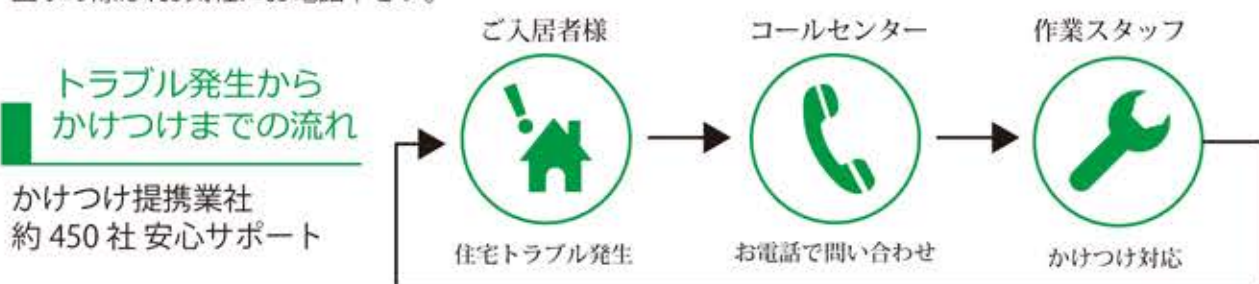 トラブル発生から
かけつけまでの流れ
かけつけ提携業社
約 450 社 安心サポート
ご入居者様
住宅トラブル発生
コールセンター
お電話で問い合わせ
作業スタッフ
かけつけ対応